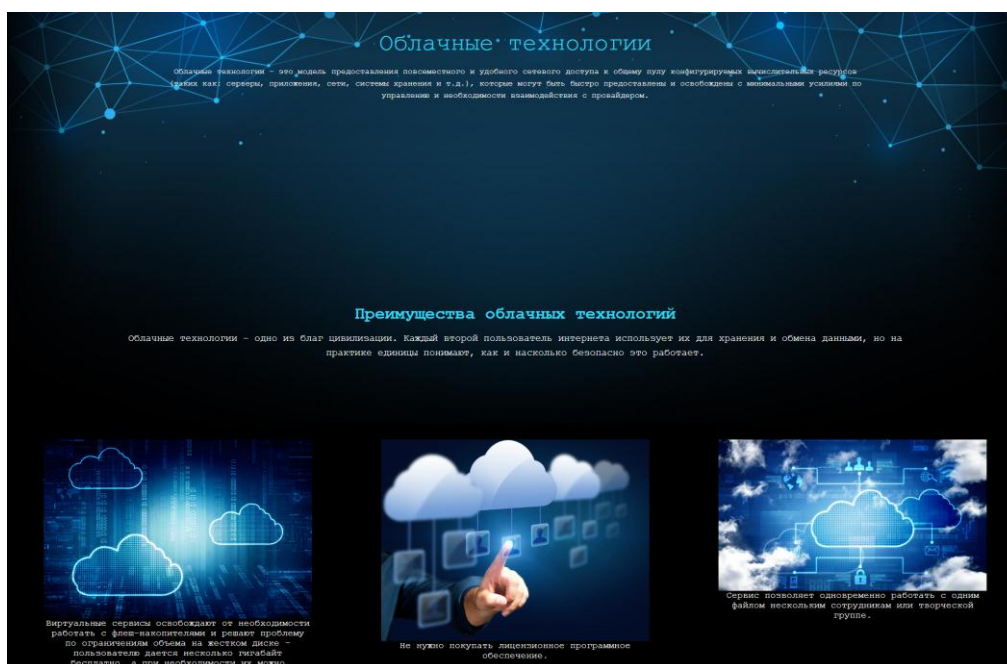 Облачные технологии
Облачные технологии - это модель предоставления повсеместного и удобного сетевого доступа к общему пулу конфигурируемых вычислительных ресурсов
(таких как: серверы, приложения, сети, системы хранения и т.д.), которые могут быть быстро предоставлены и освобождены с минимальными усилиями по
управлению и необходимости взаимодействия с провайдером.
Преимущества облачных технологий
Облачные технологии - одно из благ цивилизации. Каждый второй пользователь интернета использует их для хранения и обмена данными, но на
практике единицы понимают, как и насколько безопасно это работает.
Виртуальные сервисы освобождают от необходимости
работать с флеш-накопителями и решают проблему
по ограничениям объема на жестком диске -
пользователю дается несколько гигабайт
бесплатно, а при необходимости их можно
Не нужно покупать лицензионное программное
обеспечение.
Сервис позволяет одновременно работать с одним
файлом нескольким сотрудникам или творческой
группе.